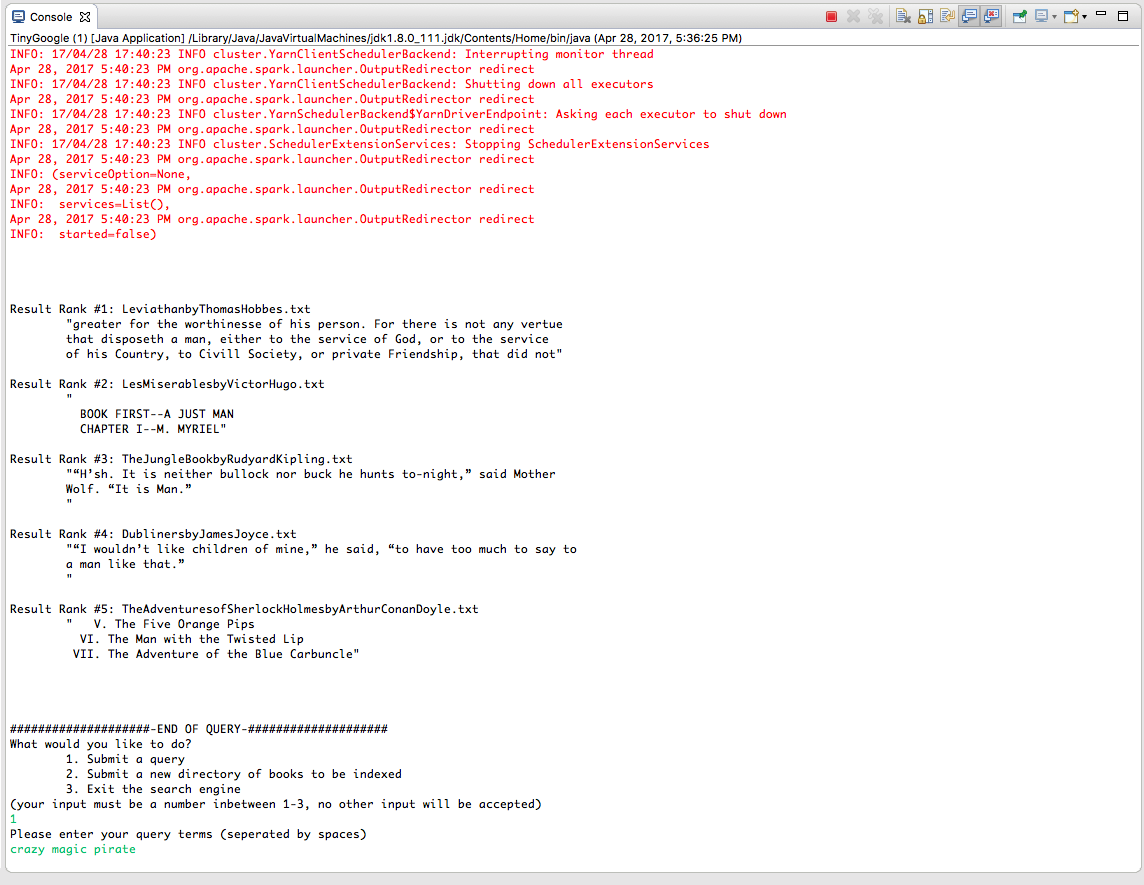 Console
TinyGoogle (1) [Java Application] /Library/Java/JavaVirtualMachines/jdk1.8.0_111.jdk/Contents/Home/bin/java (Apr 28, 2017, 5:36:25 PM)
INFO: 17/04/28 17:40:23 INFO cluster.YarnClientSchedulerBackend: Interrupting monitor thread
Apr 28, 2017 5:40:23 PM org.apache.spark.launcher.OutputRedirector redirect
INFO: 17/04/28 17:40:23 INFO cluster.YarnClientSchedulerBackend: Shutting down all executors
Apr 28, 2017 5:40:23 PM org.apache.spark.launcher.OutputRedirector redirect
INFO: 17/04/28 17:40:23 INFO cluster.YarnSchedulerBackend$YarnDriverEndpoint: Asking each executor to shut down
Apr 28, 2017 5:40:23 PM org.apache.spark.launcher.OutputRedirector redirect
INFO: 17/04/28 17:40:23 INFO cluster.SchedulerExtensionServices: Stopping SchedulerExtensionServices
Apr 28, 2017 5:40:23 PM org.apache.spark.launcher.OutputRedirector redirect
INFO: (serviceOption=None,
Apr 28, 2017 5:40:23 PM org.apache.spark.launcher.OutputRedirector redirect
INFO:  services=List(),
Apr 28, 2017 5:40:23 PM org.apache.spark.launcher.OutputRedirector redirect
INFO:  started=false)
Result Rank #1: LeviathanbyThomasHobbes.txt
"greater for the worthinesse of his person. For there is not any vertue
that disposeth a man, either to the service of God, or to the service
of his Country, to Civill Society, or private Friendship, that did not"
Result Rank #2: LesMiserablesbyVictorHugo.txt
"
BOOK FIRST--A JUST MAN
CHAPTER I--M. MYRIEL"
Result Rank #3: TheJungleBookbyRudyardKipling.txt
"“H’sh. It is neither bullock nor buck he hunts to-night,” said Mother
Wolf. “It is Man.”
"
Result Rank #4: DublinersbyJamesJoyce.txt
"“I wouldn’t like children of mine,” he said, “to have too much to say to
a man like that.”
"
Result Rank #5: TheAdventuresofSherlockHolmesbyArthurConanDoyle.txt
"   V. The Five Orange Pips
VI. The Man with the Twisted Lip
VII. The Adventure of the Blue Carbuncle"
####################-END OF QUERY-####################
What would you like to do?
1. Submit a query
2. Submit a new directory of books to be indexed
3. Exit the search engine
(your input must be a number inbetween 1-3, no other input will be accepted)
1
Please enter your query terms (seperated by spaces)
crazy magic pirate